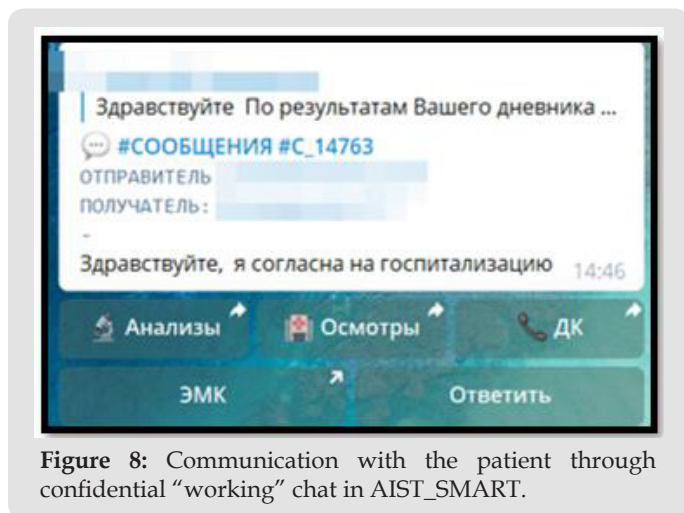 Здравствуйте По результатам Вашего дневника ...
#СООБЩЕНИЯ #С_14763
ОТПРАВИТЕЛЬ
ПОЛУЧАТЕЛЬ:
-
Здравствуйте, я согласна на госпитализацию 14:46
Анализы Осмотры ДК
ЭМК Ответить
Figure 8: Communication with the patient through
confidential “working” chat in AIST_SMART.